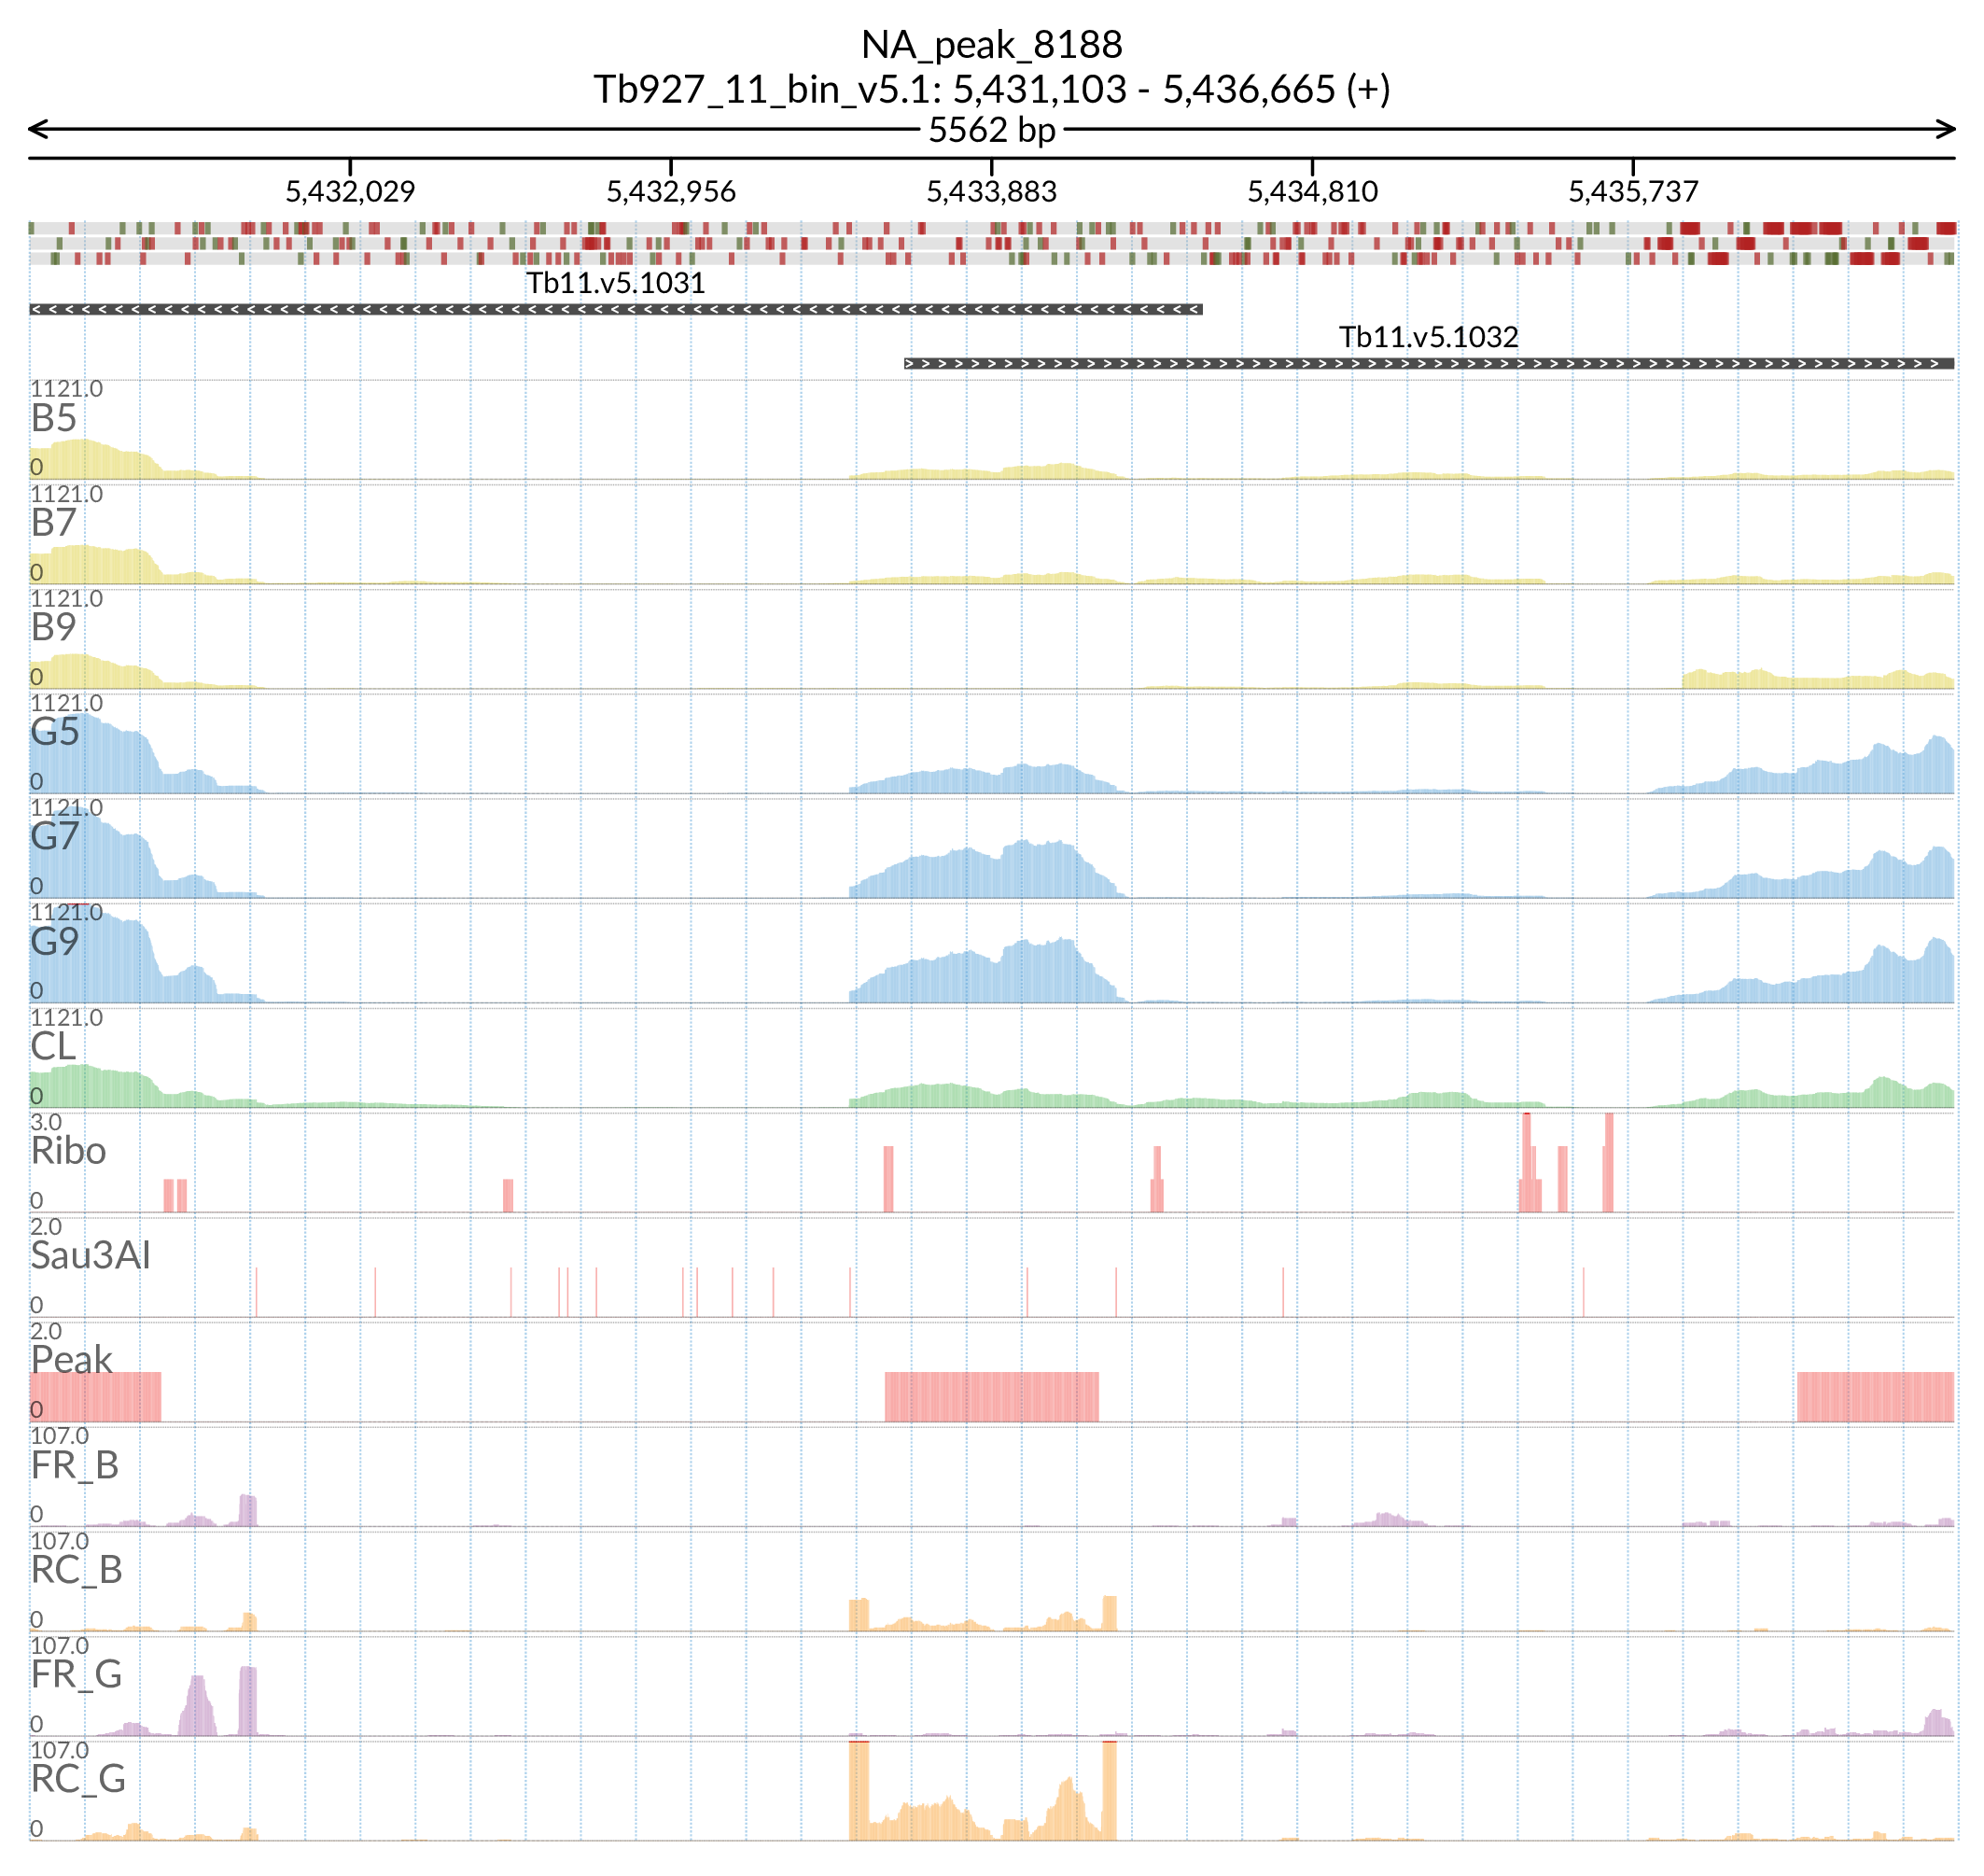 NA_peak_8188
Tb927_11_bin_v5.1: 5,431,103 - 5,436,665 (+)
5562 bp
5,432,029 5,432,956 5,433,883 5,434,810 5,435,737
Tb11.v5.1031
Tb11.v5.1032
1121.0
B5
0
1121.0
B7
0
1121.0
B9
0
1121.0
G5
0
1121.0
G7
0
1121.0
G9
0
1121.0
CL
0
3.0
Ribo
0
2.0
Sau3AI
0
2.0
Peak
0
107.0
FR_B
0
107.0
RC_B
0
107.0
FR_G
0
107.0
RC_G
0